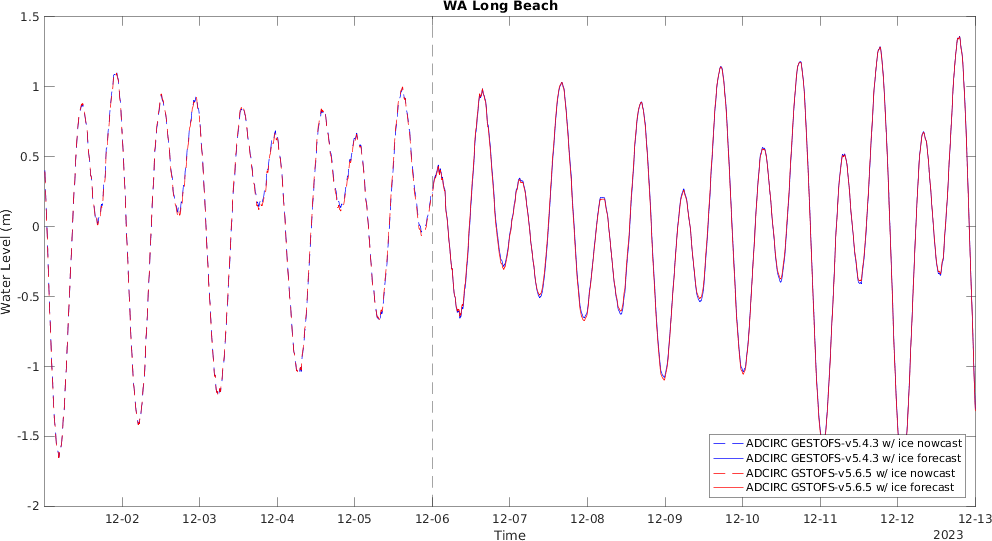 WA Long Beach
1.5
1
0.5
0
-0.5
-1
-1.5
-2
Water Level (m)
12-02 12-03 12-04 12-05 12-06 12-07 12-08 12-09 12-10 12-11 12-12 12-13
Time
2023
ADCIRC GESTOFS-v5.4.3 w/ ice nowcast
ADCIRC GESTOFS-v5.4.3 w/ ice forecast
ADCIRC GSTOFS-v5.6.5 w/ ice nowcast
ADCIRC GSTOFS-v5.6.5 w/ ice forecast